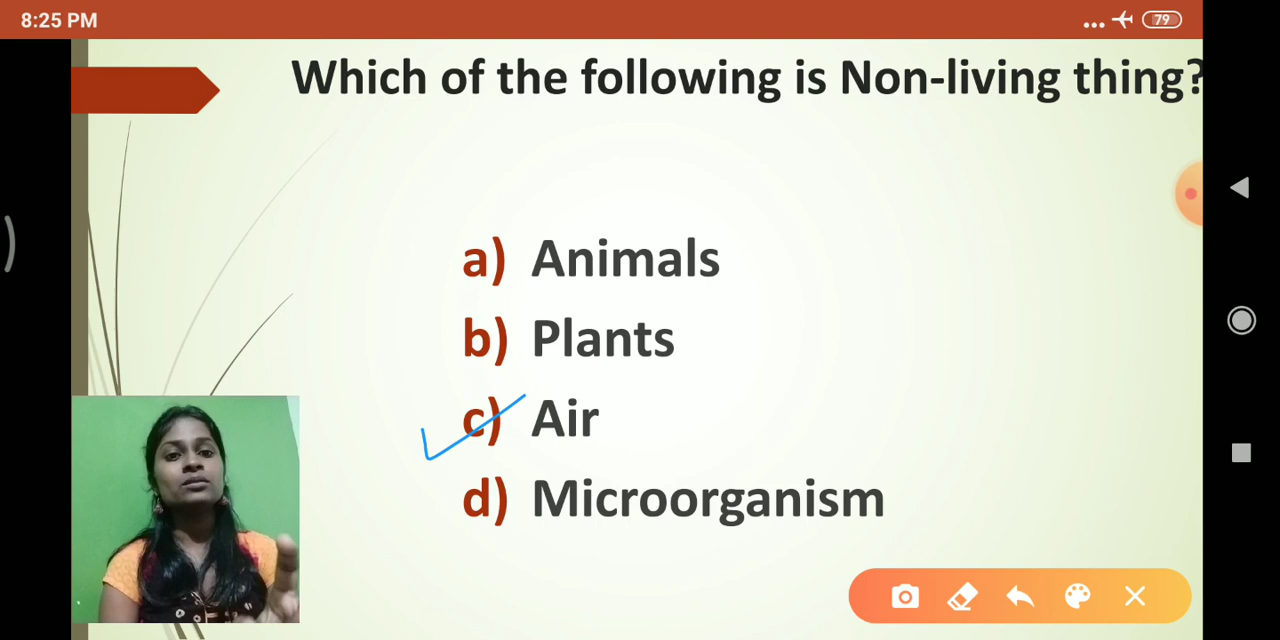 8:25 PM
79
Which of the following is Non-living thing?
a) Animals
b) Plants
c) Air
d) Microorganism